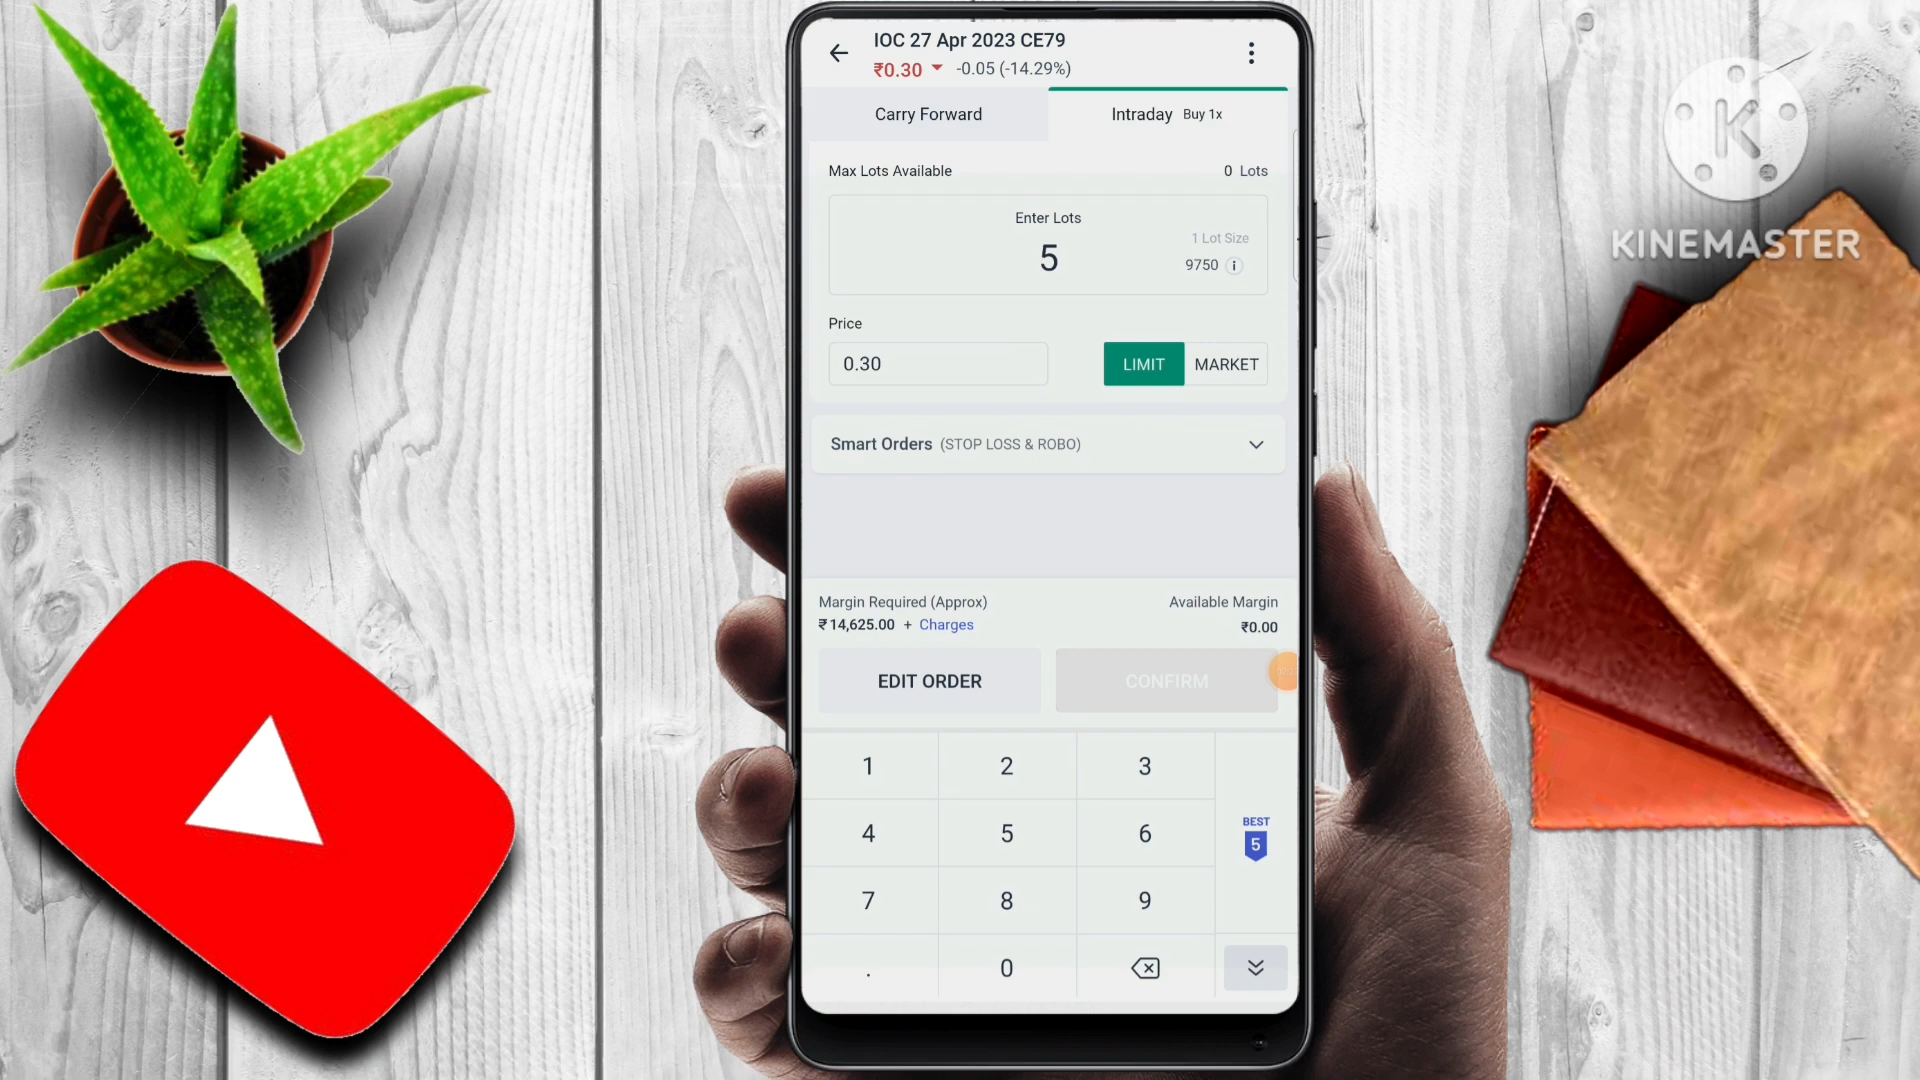 IOC 27 Apr 2023 CE79
₹0.30 -0.05 (-14.29%)
Carry Forward
Intraday Buy 1x
Max Lots Available
0 Lots
Enter Lots
5
1 Lot Size
9750 i
Price
0.30
LIMIT
MARKET
Smart Orders (STOP LOSS & ROBO)
Margin Required (Approx)
₹14,625.00 + Charges
Available Margin
₹0.00
EDIT ORDER
CONFIRM
1 2 3
4 5 6
BEST
5
7 8 9
. 0
K
KINEMASTER